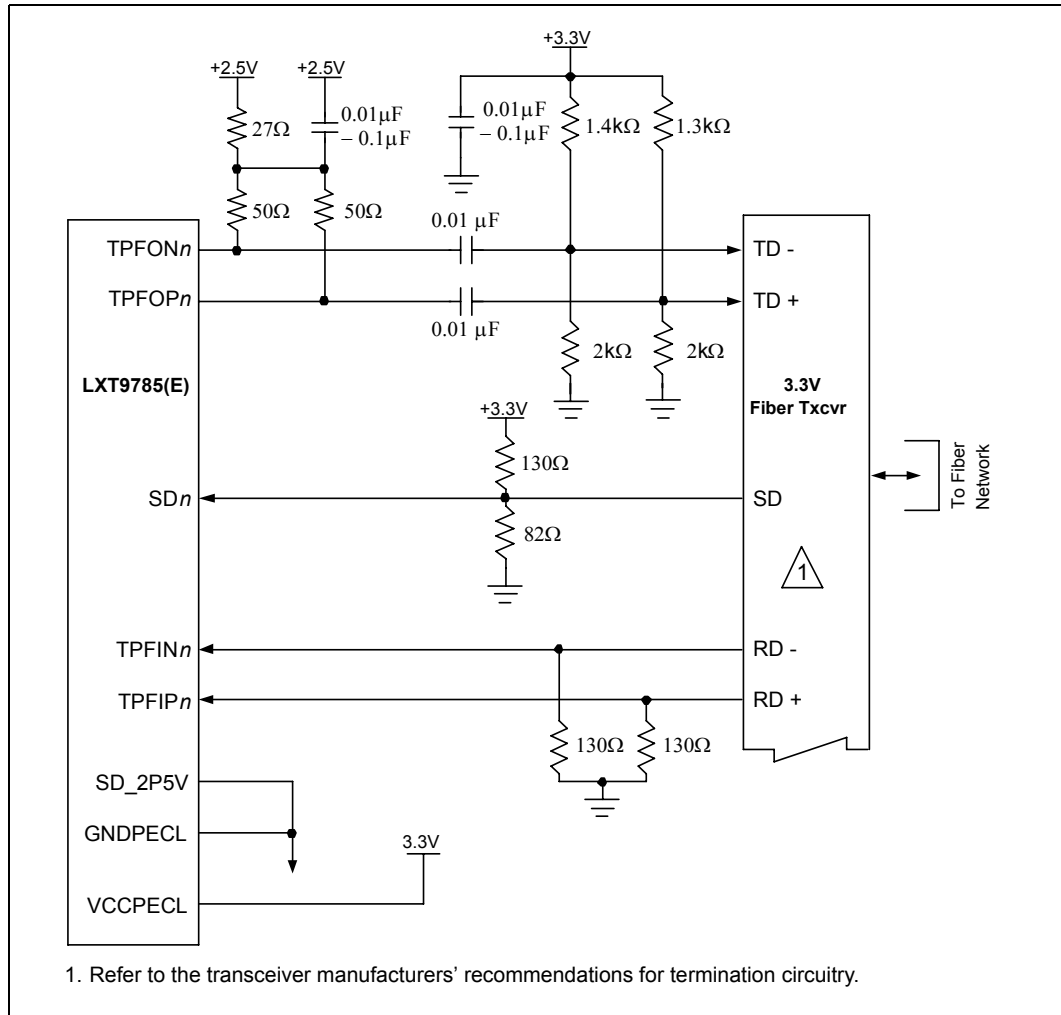 +3.3V
+2.5V
+2.5V
0.01µF
– 0.1µF
0.01µF
– 0.1µF
27Ω
1.4kΩ
1.3kΩ
50Ω
50Ω
0.01 µF
TPFONn
TD -
TPFOPn
TD +
0.01 µF
2kΩ
2kΩ
LXT9785(E)
3.3V
Fiber Txcvr
+3.3V
130Ω
SDn
SD
To Fiber
Network
82Ω
1
TPFINn
RD -
TPFIPn
RD +
130Ω
130Ω
SD_2P5V
GNDPECL
3.3V
VCCPECL
1. Refer to the transceiver manufacturers’ recommendations for termination circuitry.